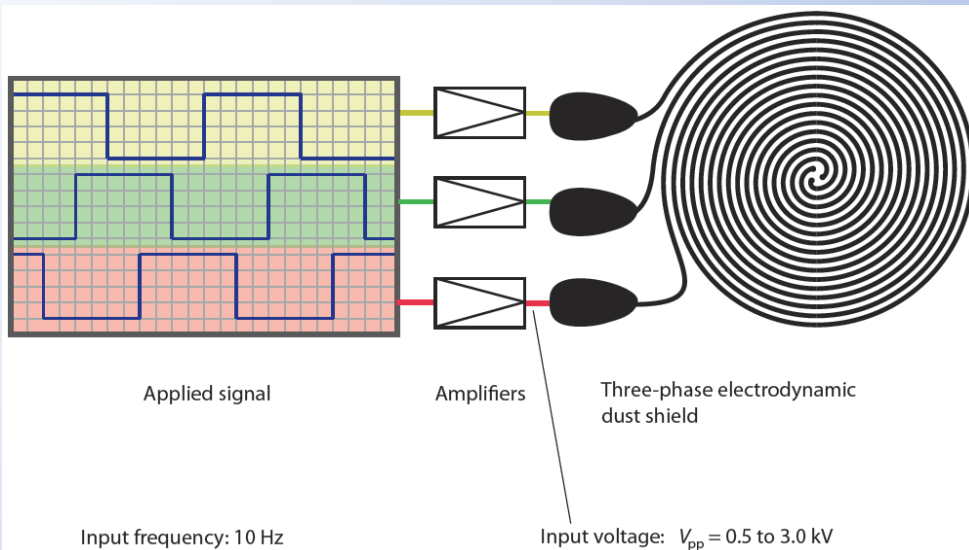 Applied signal
Amplifiers
Three-phase electrodynamic
dust shield
Input frequency: 10 Hz
Input voltage: Vpp = 0.5 to 3.0 kV